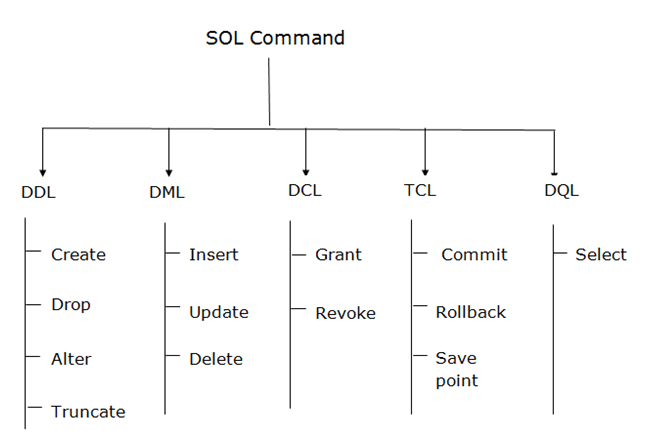 SOL Command
DDL
DML
DCL
TCL
DQL
Create
Insert
Grant
Commit
Select
Drop
Update
Revoke
Rollback
Alter
Delete
Save
point
Truncate